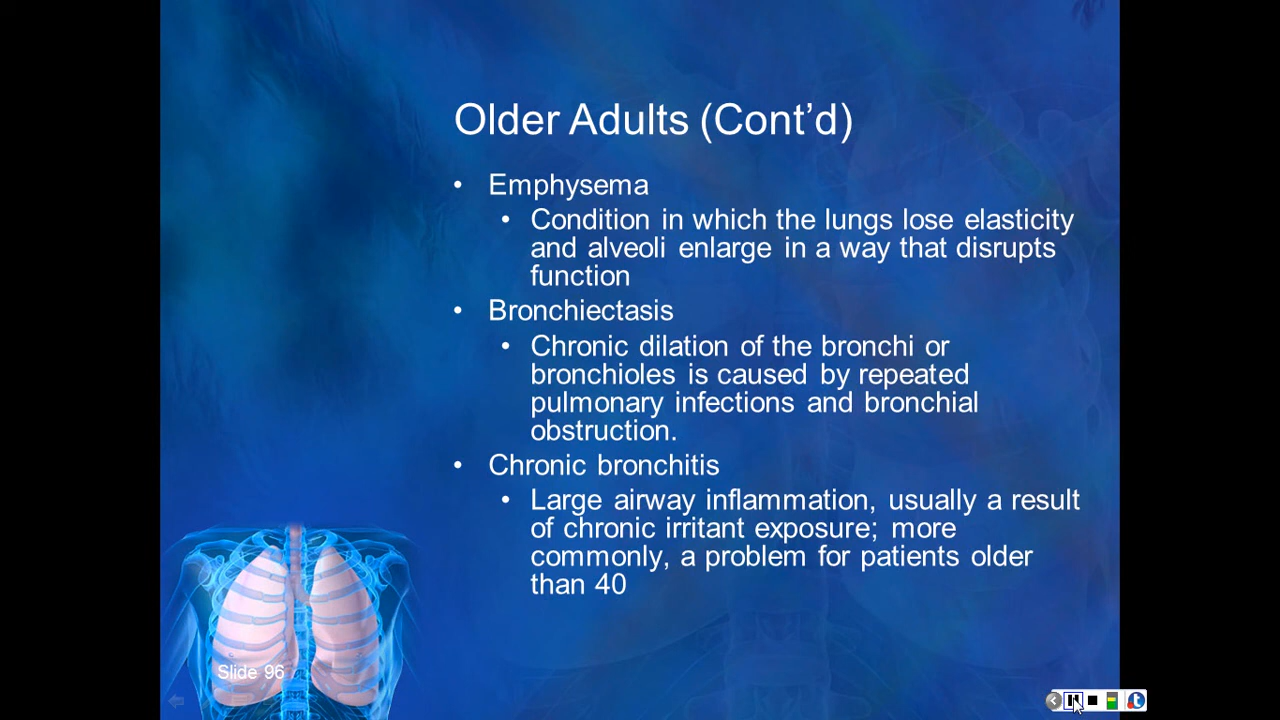 Older Adults (Cont’d)
• Emphysema
• Condition in which the lungs lose elasticity
and alveoli enlarge in a way that disrupts
function
• Bronchiectasis
• Chronic dilation of the bronchi or
bronchioles is caused by repeated
pulmonary infections and bronchial
obstruction.
• Chronic bronchitis
• Large airway inflammation, usually a result
of chronic irritant exposure; more
commonly, a problem for patients older
than 40
Slide 96